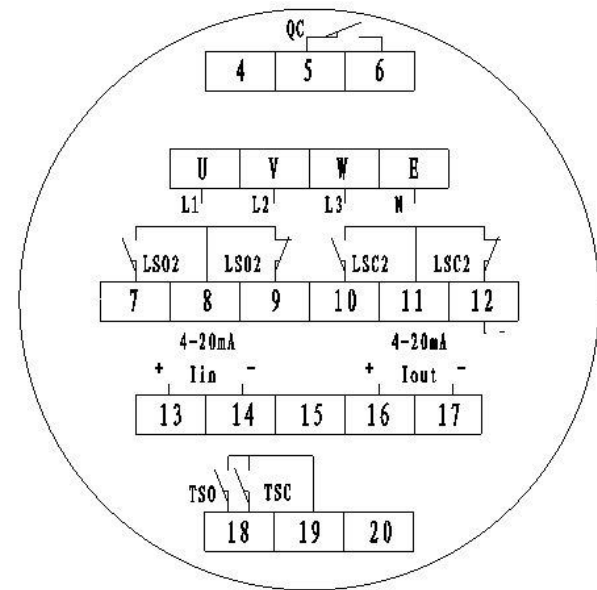 QC
4 5 6
U V W E
L1 L2 L3 N
LSO2 LSO2 LSC2 LSC2
7 8 9 10 11 12
4-20mA 4-20mA
+ Iin - + Iout -
13 14 15 16 17
TSO TSC
18 19 20